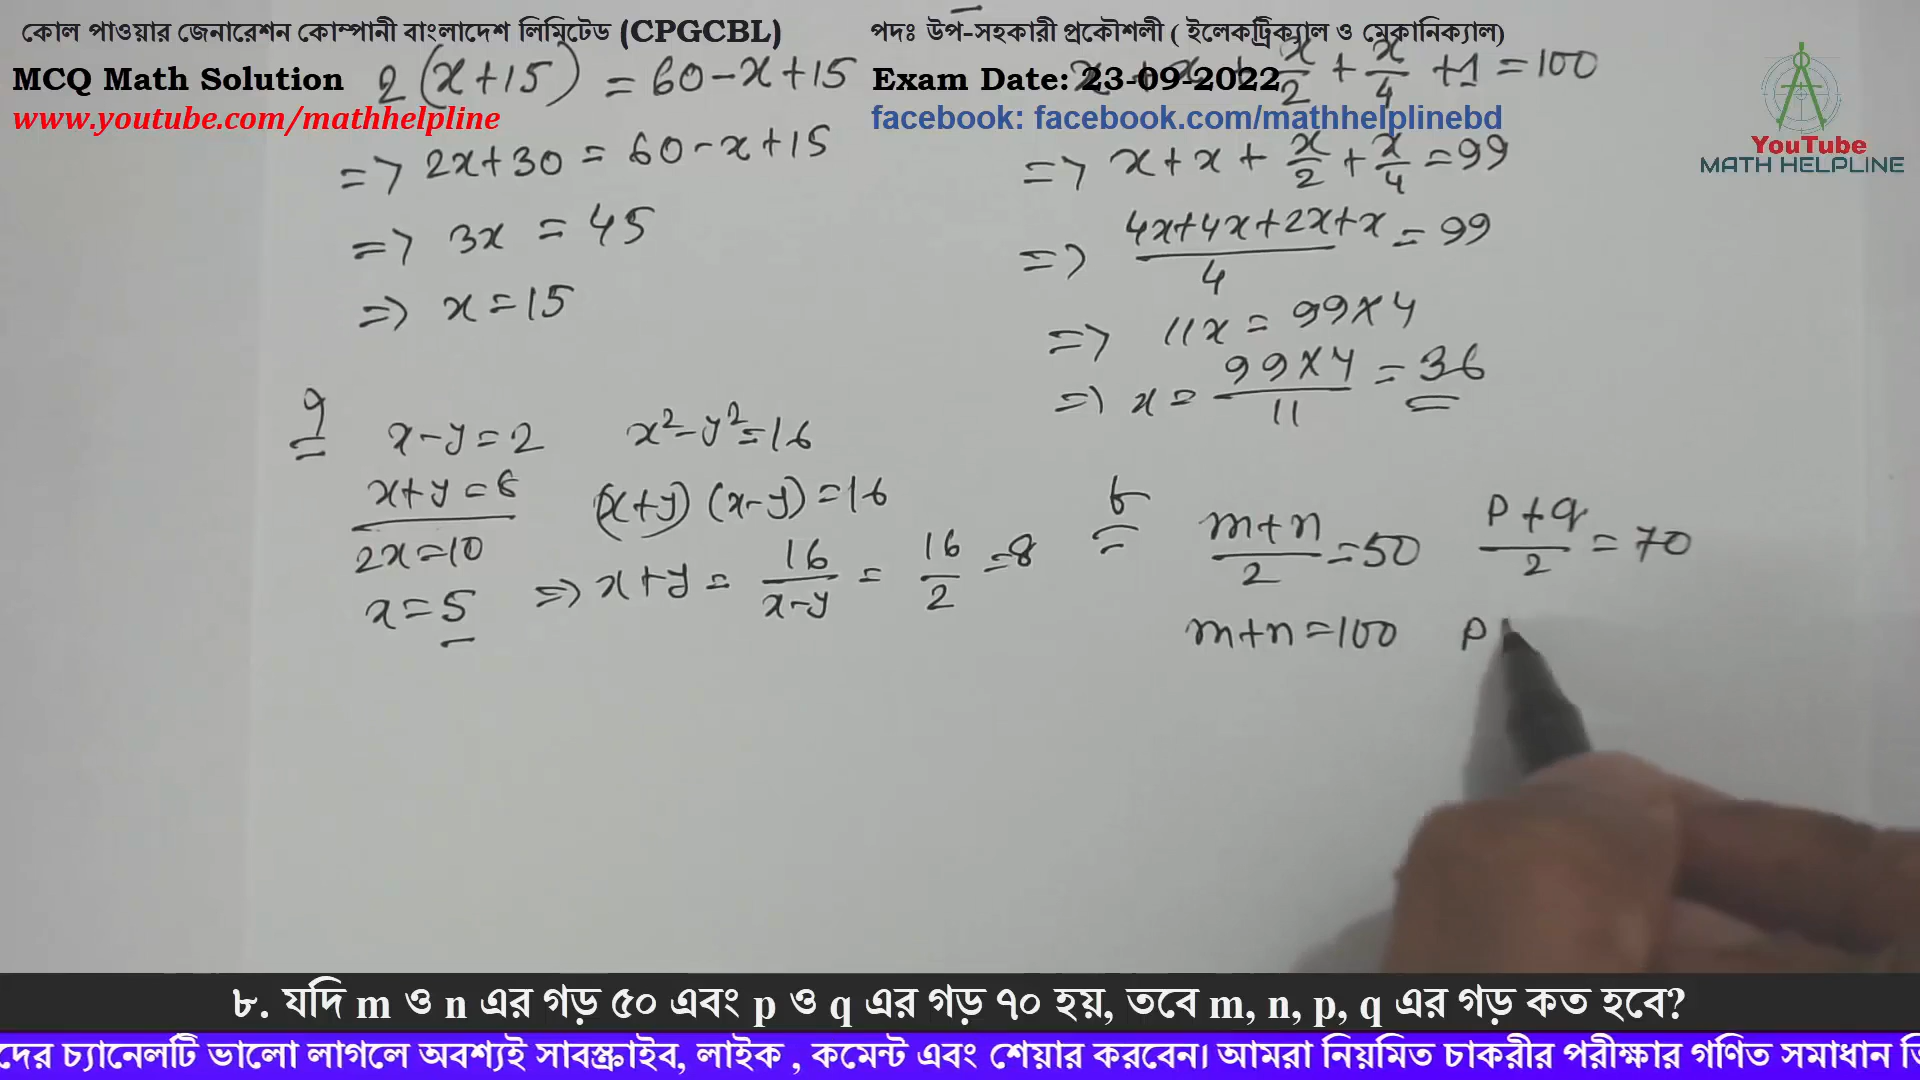 কোল পাওয়ার জেনারেশন কোম্পানী বাংলাদেশ লিমিটেড (CPGCBL) পদঃ উপ-সহকারী প্রকৌশলী ( ইলেকট্রিক্যাল ও মেকানিক্যাল)
MCQ Math Solution Exam Date: 23-09-2022
www.youtube.com/mathhelpline facebook: facebook.com/mathhelplinebd
YouTube
MATH HELPLINE
2(x+15) = 60-x+15
=> 2x+30 = 60-x+15
=> 3x = 45
=> x=15
x + x + x/2 + x/4 +1 = 100
=> x+x+ x/2 + x/4 = 99
=> (4x+4x+2x+x)/4 = 99
=> 11x = 99×4
=> x = (99×4)/11 = 36
৭
x-y=2 x²-y²=16
x+y=8 (x+y)(x-y)=16
2x=10 => x+y = 16/(x-y) = 16/2 =8
x=5
৮
(m+n)/2 =50 (p+q)/2 = 70
m+n=100 p
৮. যদি m ও n এর গড় ৫০ এবং p ও q এর গড় ৭০ হয়, তবে m, n, p, q এর গড় কত হবে?
দের চ্যানেলটি ভালো লাগলে অবশ্যই সাবস্ক্রাইব, লাইক , কমেন্ট এবং শেয়ার করবেন। আমরা নিয়মিত চাকরীর পরীক্ষার গণিত সমাধান